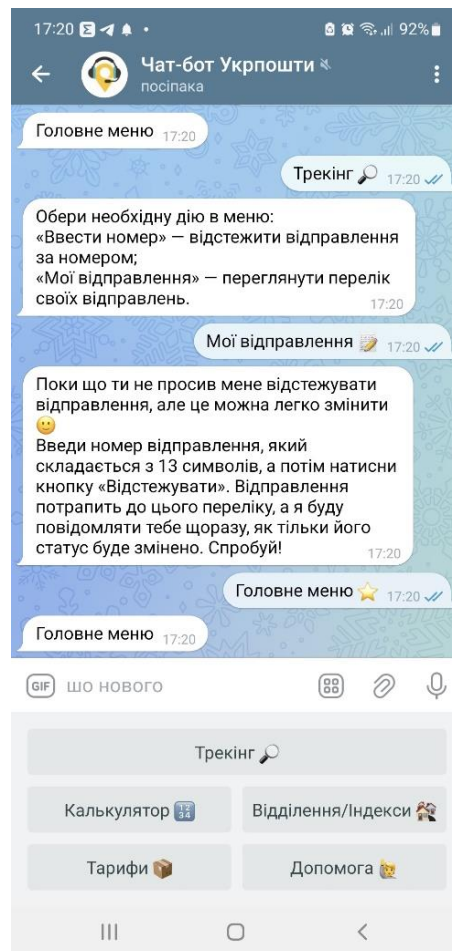 17:20 92%
Чат-бот Укрпошти
посіпака
Головне меню 17:20
Трекінг 🔎 17:20
Обери необхідну дію в меню:
«Ввести номер» — відстежити відправлення
за номером;
«Мої відправлення» — переглянути перелік
своїх відправлень. 17:20
Мої відправлення 📝 17:20
Поки що ти не просив мене відстежувати
відправлення, але це можна легко змінити
🙂
Введи номер відправлення, який
складається з 13 символів, а потім натисни
кнопку «Відстежувати». Відправлення
потрапить до цього переліку, а я буду
повідомляти тебе щоразу, як тільки його
статус буде змінено. Спробуй! 17:20
Головне меню ⭐ 17:20
Головне меню 17:20
GIF шо нового
Трекінг 🔎
Калькулятор 🔢 Відділення/Індекси 🏤
Тарифи 📦 Допомога 🙋